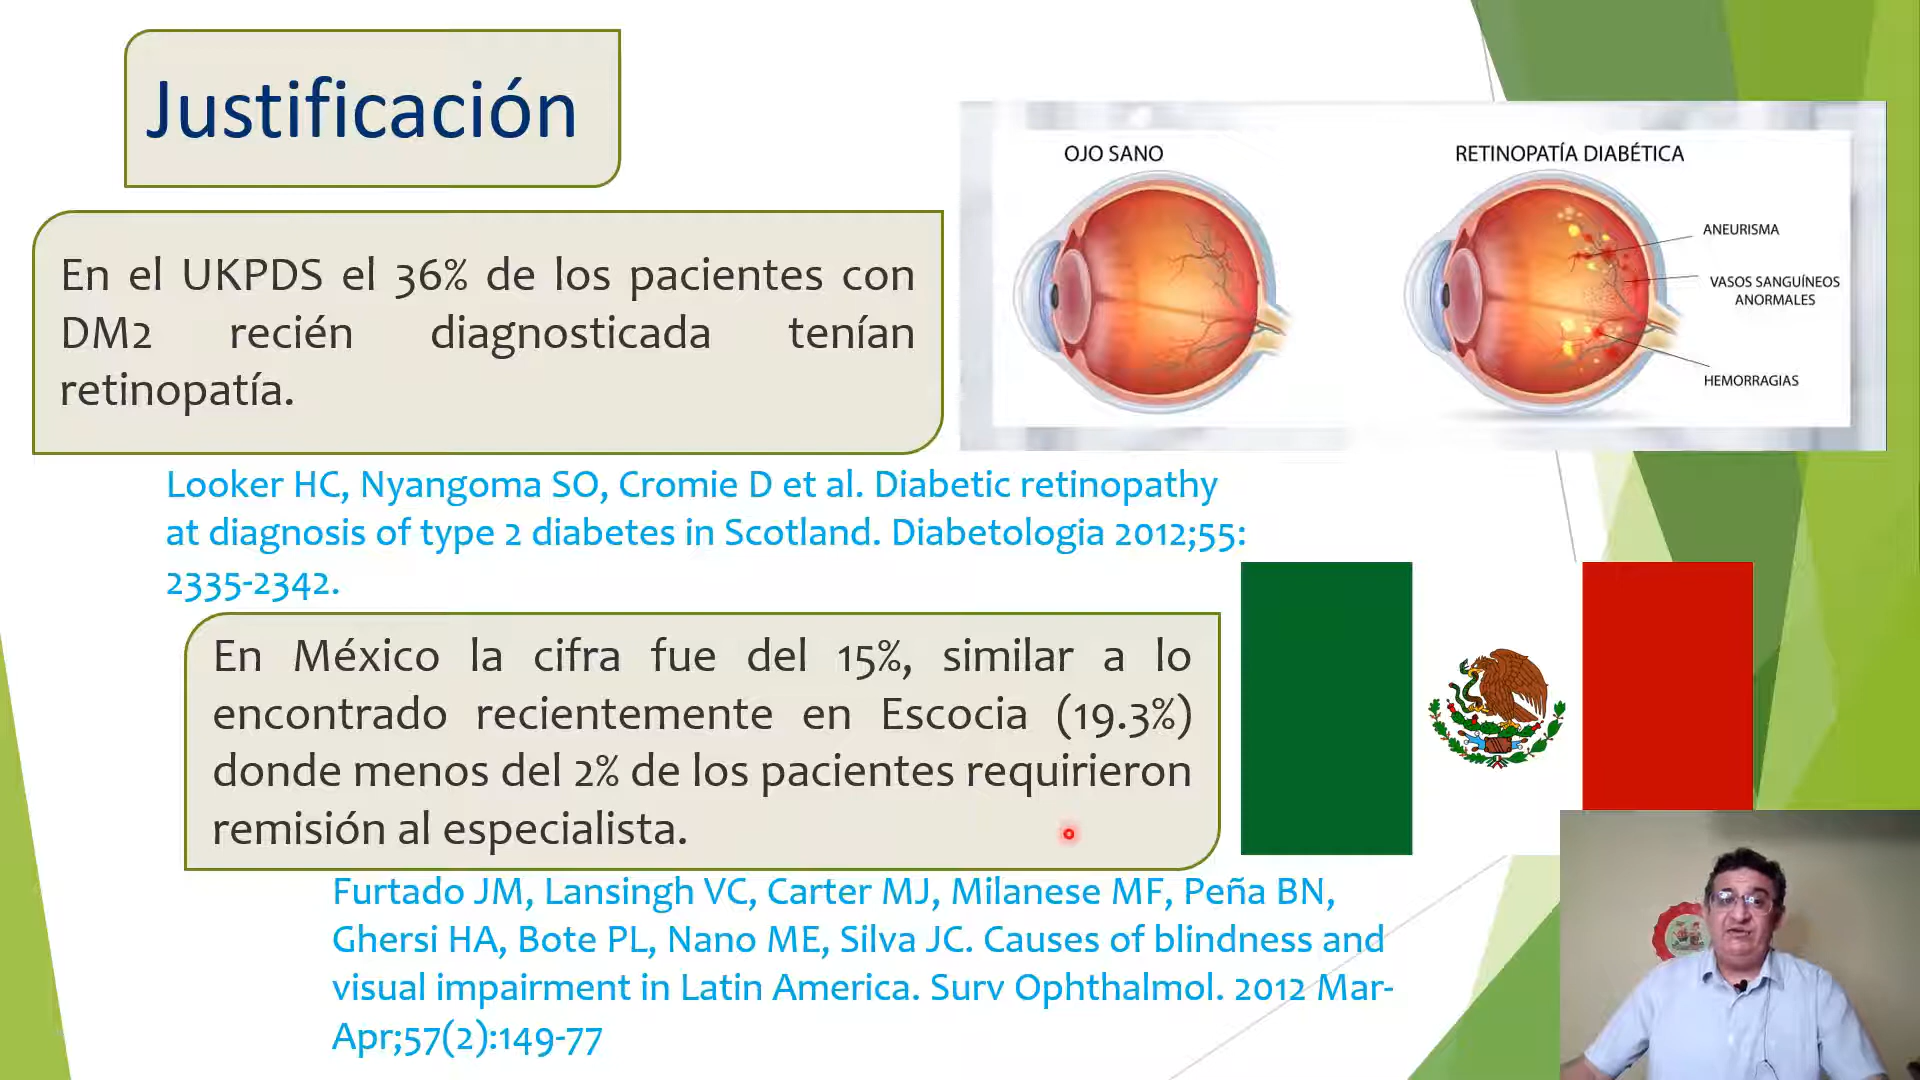 Justificación
En el UKPDS el 36% de los pacientes con
DM2 recién diagnosticada tenían
retinopatía.
OJO SANO
RETINOPATÍA DIABÉTICA
ANEURISMA
VASOS SANGUÍNEOS
ANORMALES
HEMORRAGIAS
Looker HC, Nyangoma SO, Cromie D et al. Diabetic retinopathy
at diagnosis of type 2 diabetes in Scotland. Diabetologia 2012;55:
2335-2342.
En México la cifra fue del 15%, similar a lo
encontrado recientemente en Escocia (19.3%)
donde menos del 2% de los pacientes requirieron
remisión al especialista.
Furtado JM, Lansingh VC, Carter MJ, Milanese MF, Peña BN,
Ghersi HA, Bote PL, Nano ME, Silva JC. Causes of blindness and
visual impairment in Latin America. Surv Ophthalmol. 2012 Mar-
Apr;57(2):149-77